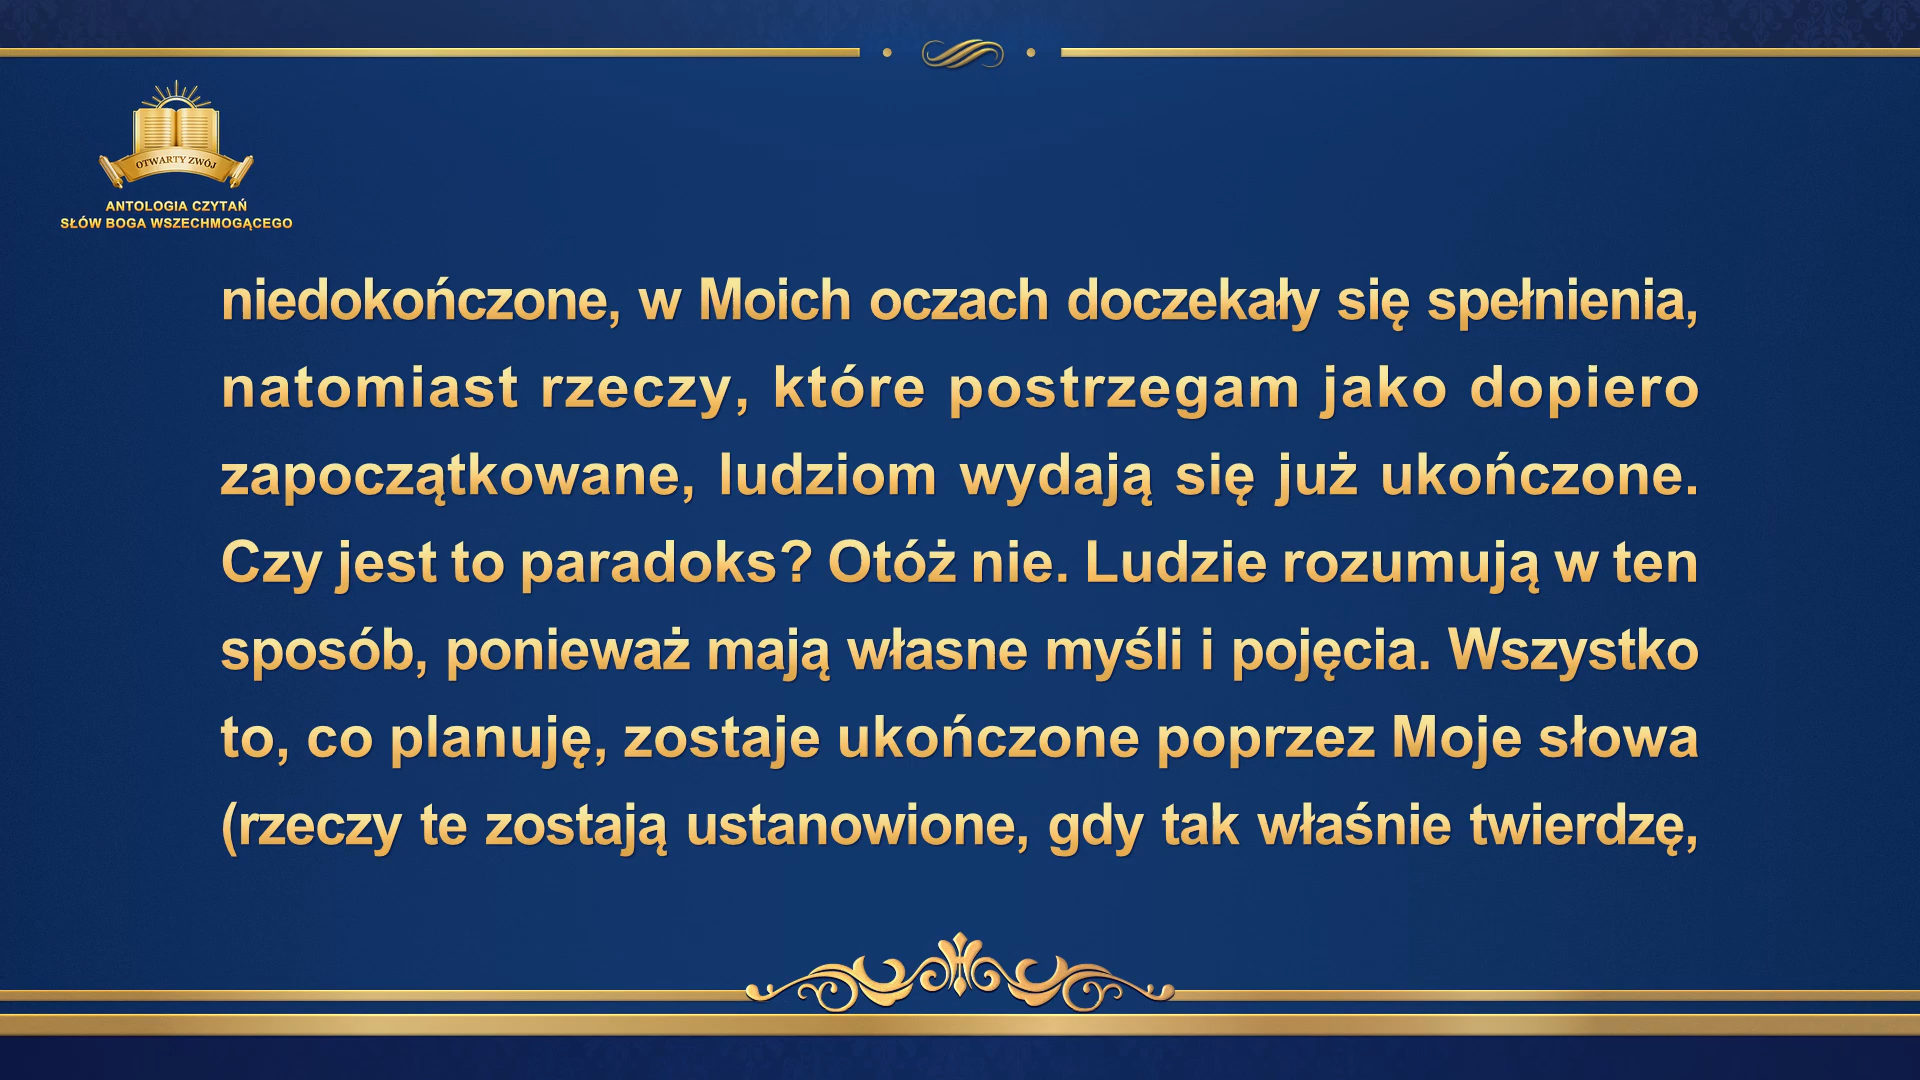 OTWARTY ZWÓJ
ANTOLOGIA CZYTAŃ
SŁÓW BOGA WSZECHMOGĄCEGO
niedokończone, w Moich oczach doczekały się spełnienia,
natomiast rzeczy, które postrzegam jako dopiero
zapoczątkowane, ludziom wydają się już ukończone.
Czy jest to paradoks? Otóż nie. Ludzie rozumują w ten
sposób, ponieważ mają własne myśli i pojęcia. Wszystko
to, co planuję, zostaje ukończone poprzez Moje słowa
(rzeczy te zostają ustanowione, gdy tak właśnie twierdzę,